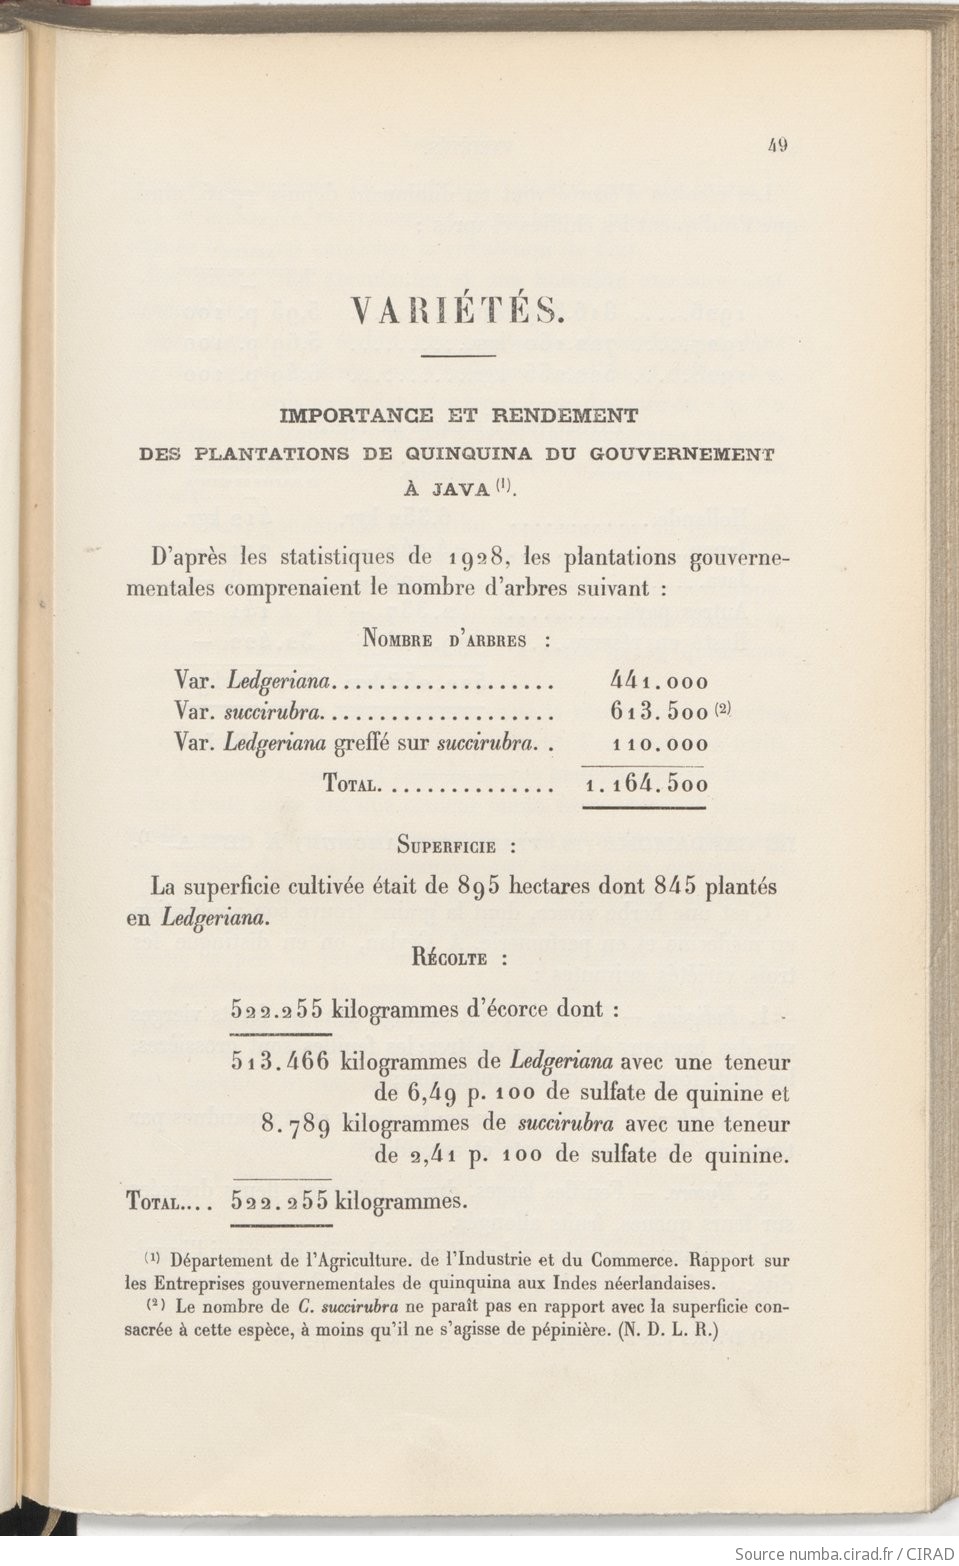 49
VARIÉTÉS.
IMPORTANCE ET RENDEMENT
DES PLANTATIONS DE QUINQUINA DU GOUVERNEMENT
À JAVA (1).
D'après les statistiques de 1928, les plantations gouverne-
mentales comprenaient le nombre d'arbres suivant :
NOMBRE D'ARBRES :
Var. Ledgeriana.................... 441.000
Var. succirubra..................... 613.500 (2)
Var. Ledgeriana greffé sur succirubra. . 110.000
TOTAL............... 1.164.500
SUPERFICIE :
La superficie cultivée était de 895 hectares dont 845 plantés
en Ledgeriana.
RÉCOLTE :
522.255 kilogrammes d'écorce dont :
513.466 kilogrammes de Ledgeriana avec une teneur
de 6,49 p. 100 de sulfate de quinine et
8.789 kilogrammes de succirubra avec une teneur
de 2,41 p. 100 de sulfate de quinine.
TOTAL.... 522.255 kilogrammes.
(1) Département de l'Agriculture. de l'Industrie et du Commerce. Rapport sur
les Entreprises gouvernementales de quinquina aux Indes néerlandaises.
(2) Le nombre de C. succirubra ne paraît pas en rapport avec la superficie con-
sacrée à cette espèce, à moins qu'il ne s'agisse de pépinière. (N. D. L. R.)
Source numba.cirad.fr / CIRAD